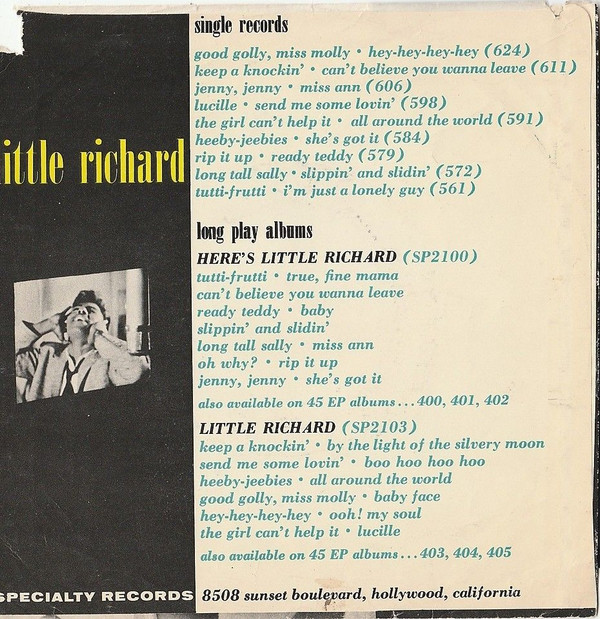 single records
good golly, miss molly • hey-hey-hey-hey (624)
keep a knockin' • can't believe you wanna leave (611)
jenny, jenny • miss ann (606)
lucille • send me some lovin' (598)
the girl can't help it • all around the world (591)
heeby-jeebies • she's got it (584)
rip it up • ready teddy (579)
long tall sally • slippin' and slidin' (572)
tutti-frutti • i'm just a lonely guy (561)
little richard
long play albums
HERE'S LITTLE RICHARD (SP2100)
tutti-frutti • true, fine mama
can't believe you wanna leave
ready teddy • baby
slippin' and slidin'
long tall sally • miss ann
oh why? • rip it up
jenny, jenny • she's got it
also available on 45 EP albums...400, 401, 402
LITTLE RICHARD (SP2103)
keep a knockin' • by the light of the silvery moon
send me some lovin' • boo hoo hoo hoo
heeby-jeebies • all around the world
good golly, miss molly • baby face
hey-hey-hey-hey • ooh! my soul
the girl can't help it • lucille
also available on 45 EP albums...403, 404, 405
SPECIALTY RECORDS 8508 sunset boulevard, hollywood, california